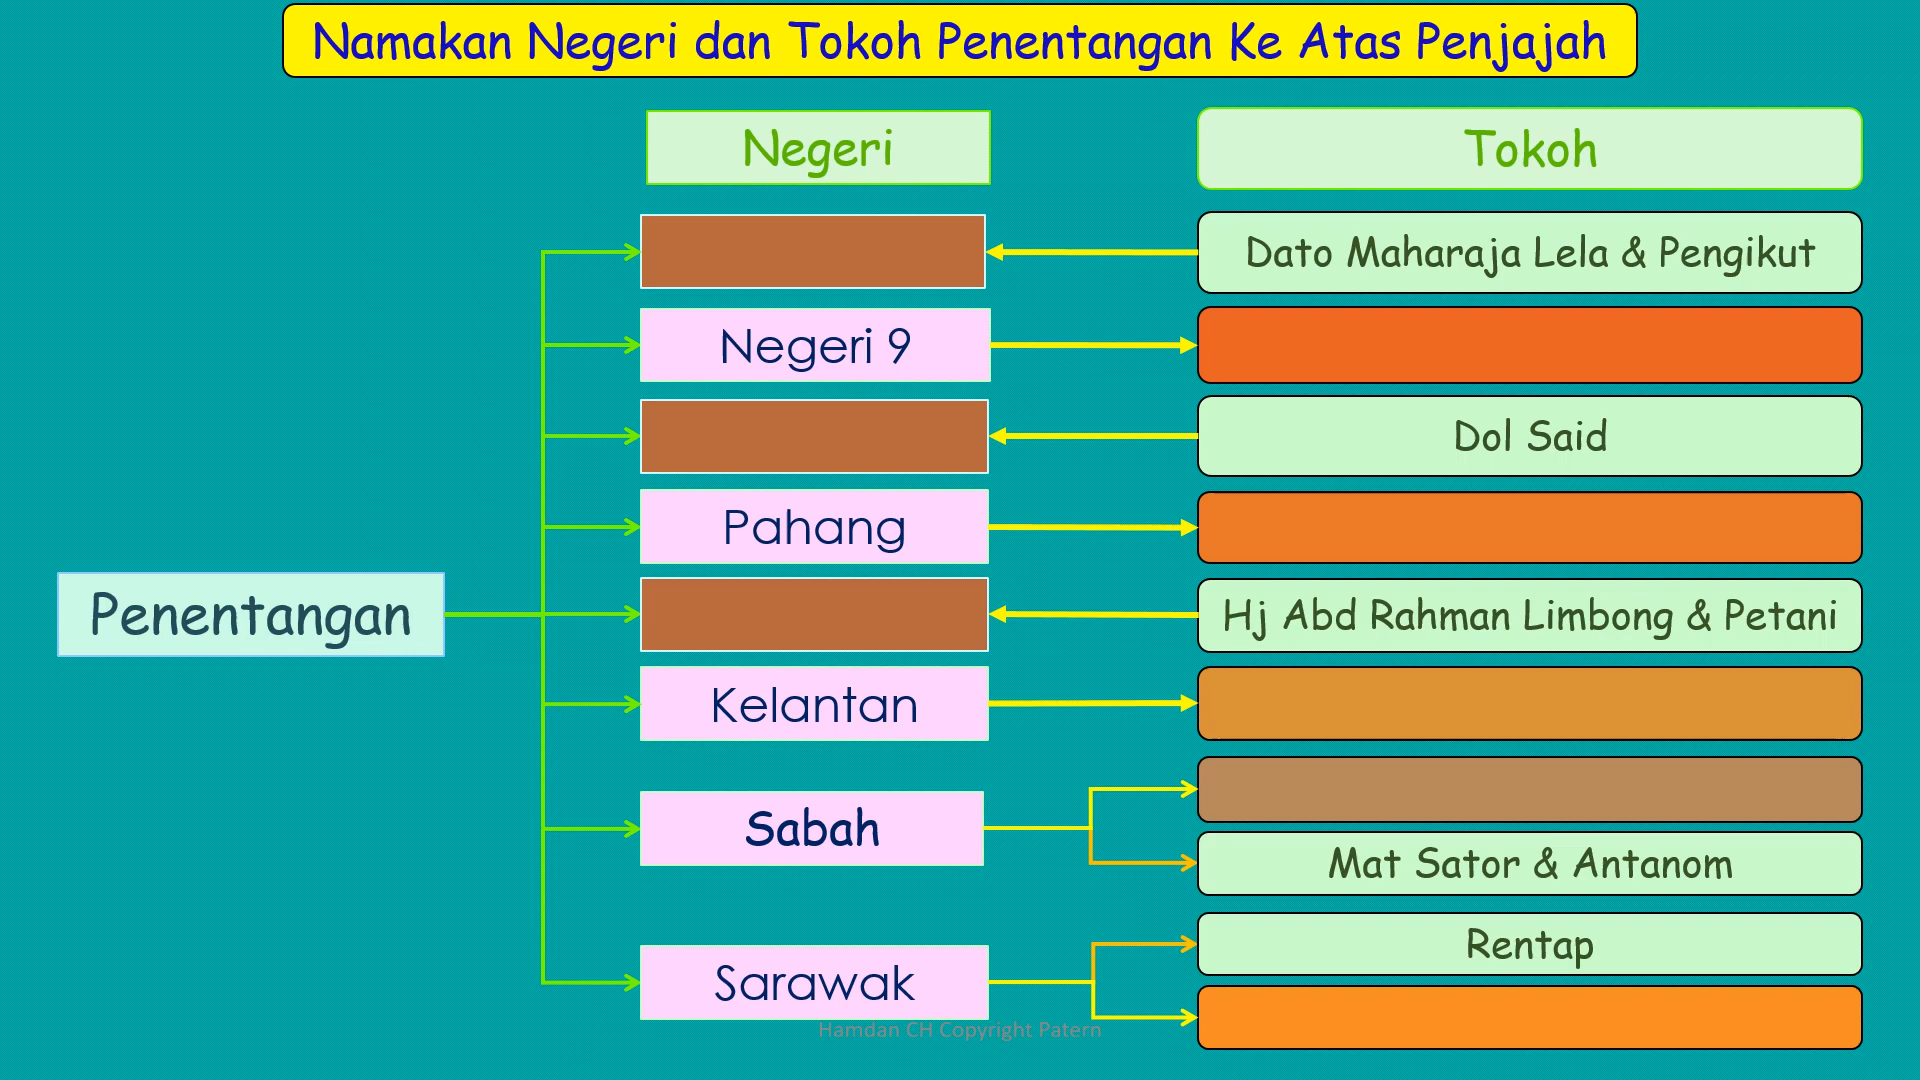 Namakan Negeri dan Tokoh Penentangan Ke Atas Penjajah
Negeri
Tokoh
Dato Maharaja Lela & Pengikut
Negeri 9
Dol Said
Pahang
Penentangan
Hj Abd Rahman Limbong & Petani
Kelantan
Sabah
Mat Sator & Antanom
Rentap
Sarawak
Hamdan CH Copyright Patern